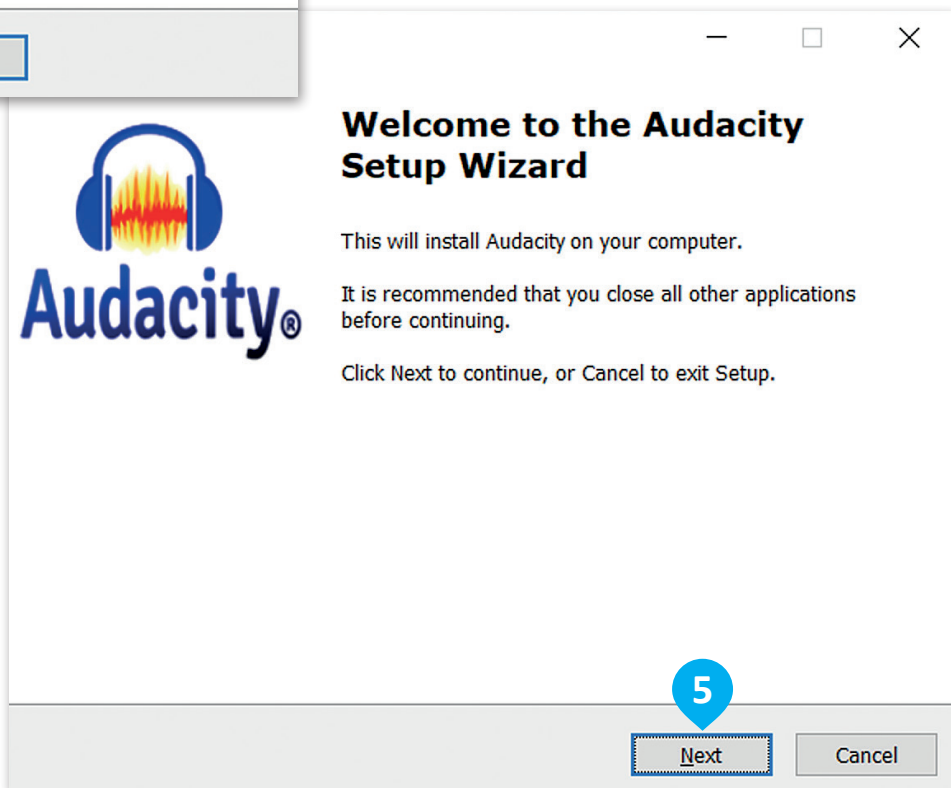 Welcome to the Audacity
Setup Wizard
Audacity®
This will install Audacity on your computer.
It is recommended that you close all other applications
before continuing.
Click Next to continue, or Cancel to exit Setup.
5
Next
Cancel